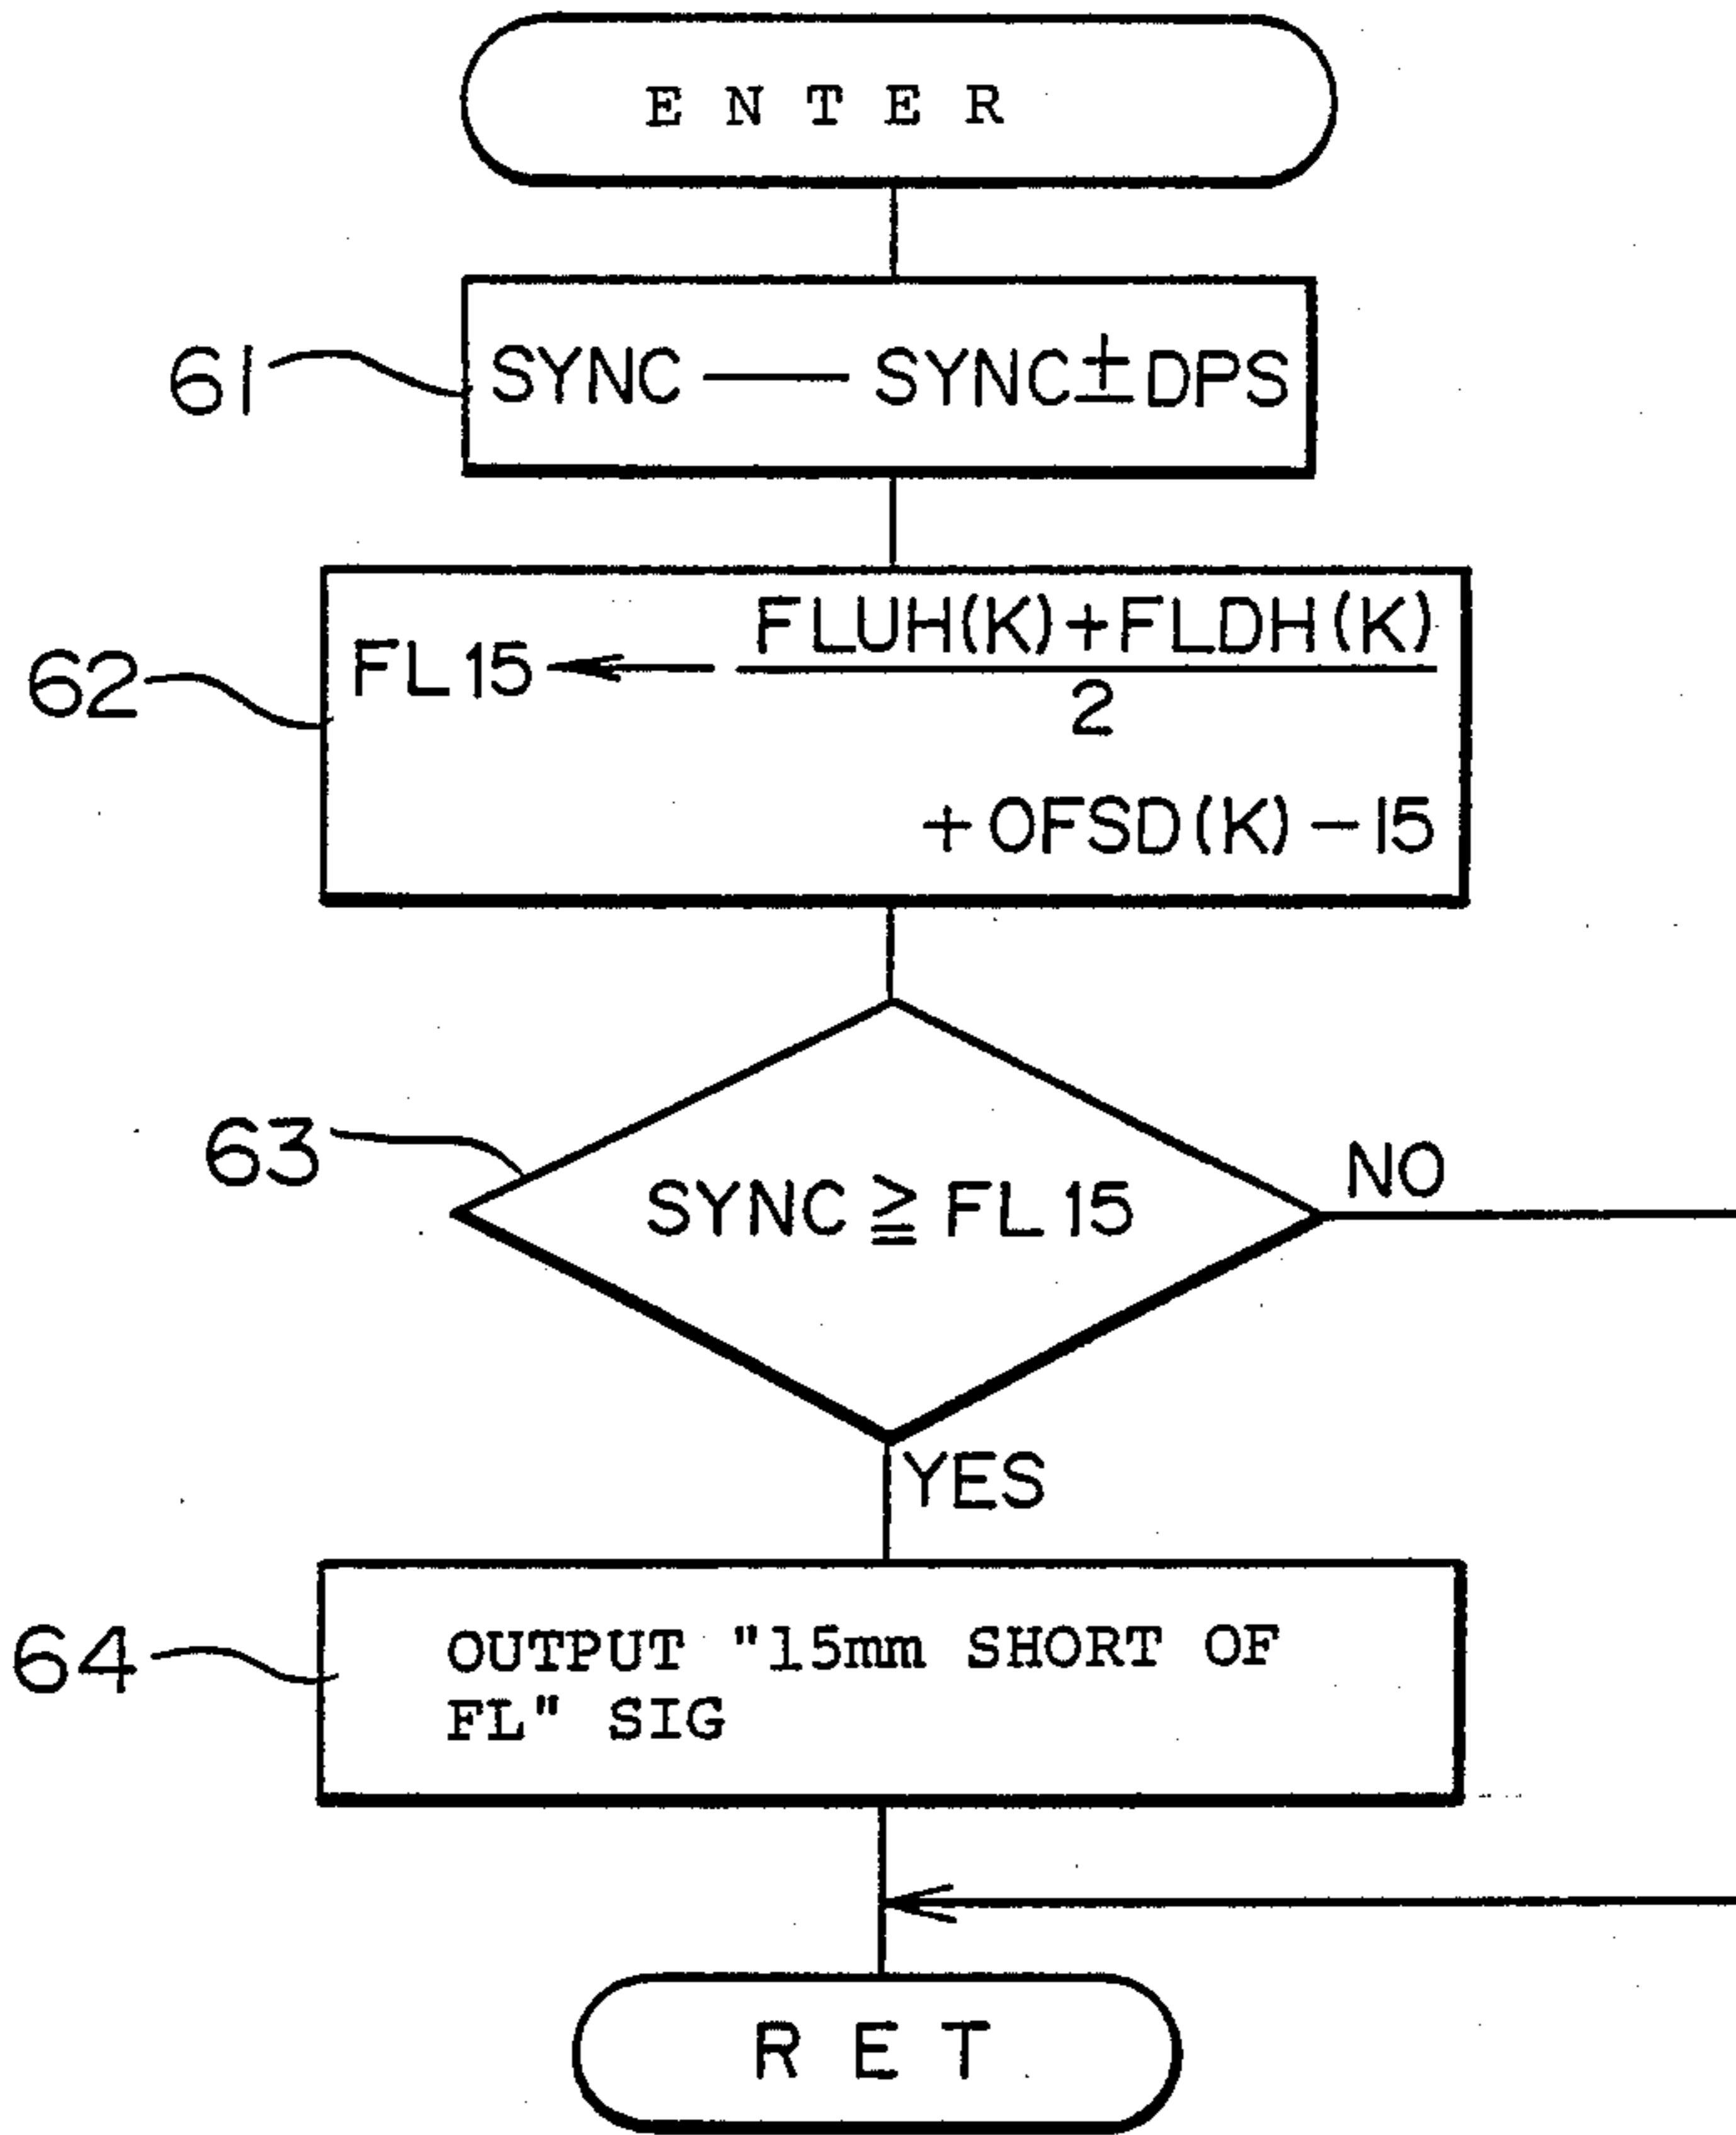 ENTER
61
SYNC — SYNC±DPS
62
FL15 ← FLUH(K)+FLDH(K)
2
+OFSD(K)-15
63
SYNC ≧ FL15
NO
YES
64
OUTPUT "15mm SHORT OF
FL" SIG
RET